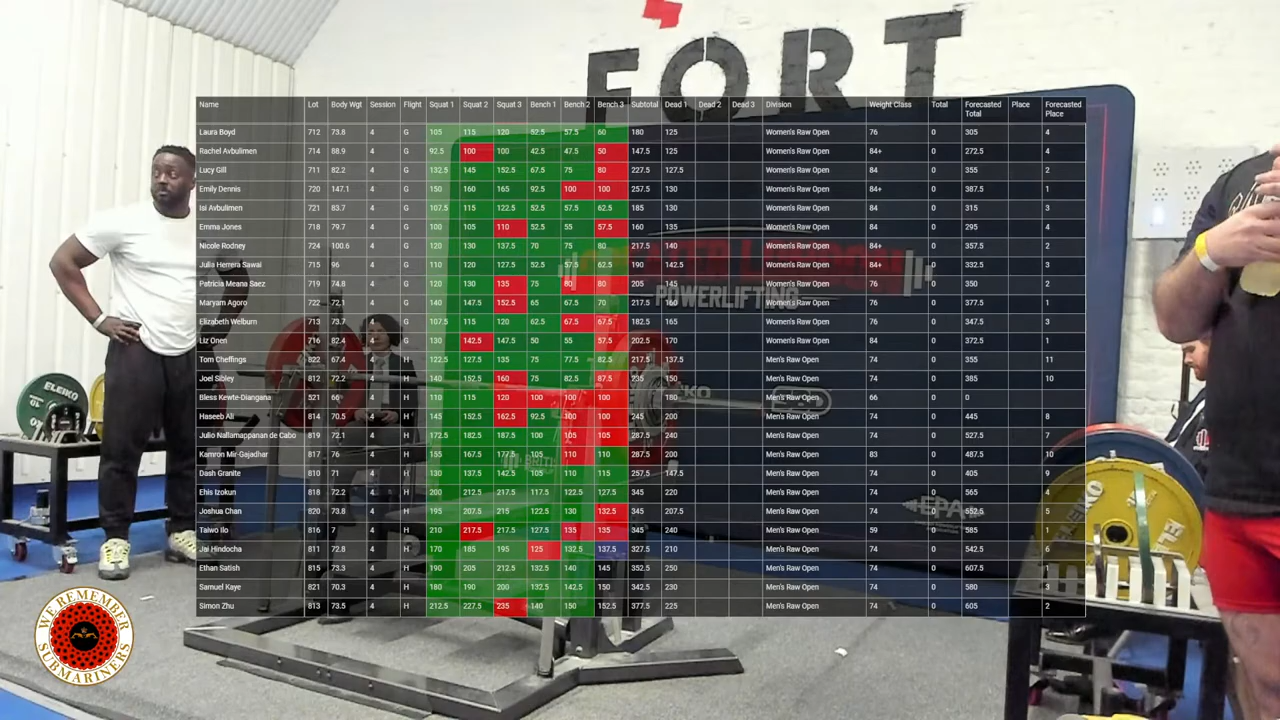 FORT
Name Lot Body Wgt Session Flight Squat 1 Squat 2 Squat 3 Bench 1 Bench 2 Bench 3 Subtotal Dead 1 Dead 2 Dead 3 Division Weight Class Total Forecasted Total Place Forecasted Place
Laura Boyd 712 73.8 4 G 105 115 120 52.5 57.5 60 180 125 Women's Raw Open 76 0 305 4
Rachel Avbulimen 714 88.9 4 G 92.5 100 100 42.5 47.5 50 147.5 125 Women's Raw Open 84+ 0 272.5 4
Lucy Gill 711 82.2 4 G 132.5 145 152.5 67.5 75 80 227.5 127.5 Women's Raw Open 84 0 355 2
Emily Dennis 720 147.1 4 G 150 160 165 92.5 100 100 257.5 130 Women's Raw Open 84+ 0 387.5 1
Isi Avbulimen 721 83.7 4 G 107.5 115 122.5 52.5 57.5 62.5 185 130 Women's Raw Open 84 0 315 3
Emma Jones 718 79.7 4 G 100 105 110 52.5 55 57.5 160 135 Women's Raw Open 84 0 295 4
Nicole Rodney 724 100.6 4 G 120 130 137.5 70 75 80 217.5 140 Women's Raw Open 84+ 0 357.5 2
Julia Herrera Sawai 715 96 4 G 110 120 127.5 52.5 57.5 62.5 190 142.5 Women's Raw Open 84+ 0 332.5 3
Patricia Meana Saez 719 74.8 4 G 120 130 135 75 80 80 205 145 Women's Raw Open 76 0 350 2
Maryam Agoro 722 72.1 4 G 140 147.5 152.5 65 67.5 70 217.5 160 Women's Raw Open 76 0 377.5 1
Elizabeth Welburn 713 73.7 4 G 107.5 115 120 62.5 67.5 67.5 182.5 165 Women's Raw Open 76 0 347.5 3
Liz Onen 716 82.4 4 G 130 142.5 147.5 50 55 57.5 202.5 170 Women's Raw Open 84 0 372.5 1
Tom Cheffings 822 67.4 4 H 122.5 127.5 135 75 77.5 82.5 217.5 137.5 Men's Raw Open 74 0 355 11
Joel Sibley 812 72.2 4 H 140 152.5 160 75 82.5 87.5 235 150 Men's Raw Open 74 0 385 10
Bless Kewte-Diangana 521 66 4 H 110 115 120 100 100 100 180 Men's Raw Open 66 0 0
Haseeb Ali 814 70.5 4 H 145 152.5 162.5 92.5 100 100 245 200 Men's Raw Open 74 0 445 8
Julio Nallamappanan de Cabo 819 72.1 4 H 172.5 182.5 187.5 100 105 105 287.5 240 Men's Raw Open 74 0 527.5 7
Kamron Mir-Gajadhar 817 76 4 H 155 167.5 177.5 105 110 110 287.5 200 Men's Raw Open 83 0 487.5 10
Dash Granite 810 71 4 H 130 137.5 142.5 105 110 115 257.5 147.5 Men's Raw Open 74 0 405 9
Ehis Izokun 818 72.2 4 H 200 212.5 217.5 117.5 122.5 127.5 345 220 Men's Raw Open 74 0 565 4
Joshua Chan 820 73.8 4 H 195 207.5 215 122.5 130 132.5 345 207.5 Men's Raw Open 74 0 552.5 5
Taiwo Ilo 816 7 4 H 210 217.5 217.5 127.5 135 135 345 240 Men's Raw Open 59 0 585 1
Jai Hindocha 811 72.8 4 H 170 185 195 125 132.5 137.5 327.5 210 Men's Raw Open 74 0 542.5 6
Ethan Satish 815 73.3 4 H 190 205 212.5 132.5 140 145 352.5 250 Men's Raw Open 74 0 607.5 1
Samuel Kaye 821 70.3 4 H 180 190 200 132.5 142.5 150 342.5 230 Men's Raw Open 74 0 580 3
Simon Zhu 813 73.5 4 H 212.5 227.5 235 140 150 152.5 377.5 225 Men's Raw Open 74 0 605 2
POWERLIFTING
EPA
ELEIKO
WE REMEMBER
SUBMARINERS